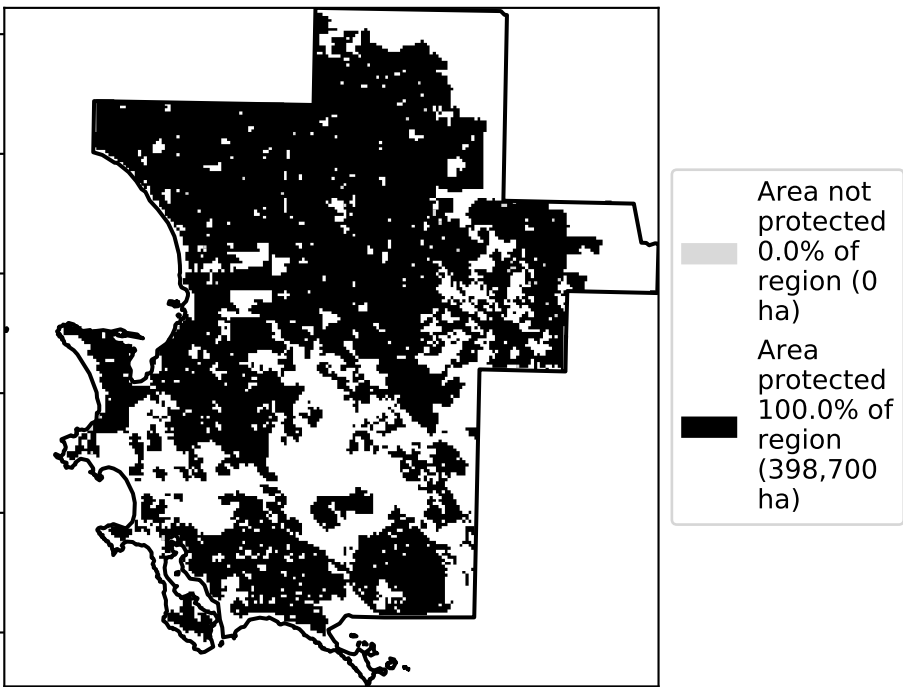 Area not
protected
0.0% of
region (0
ha)
Area
protected
100.0% of
region
(398,700
ha)